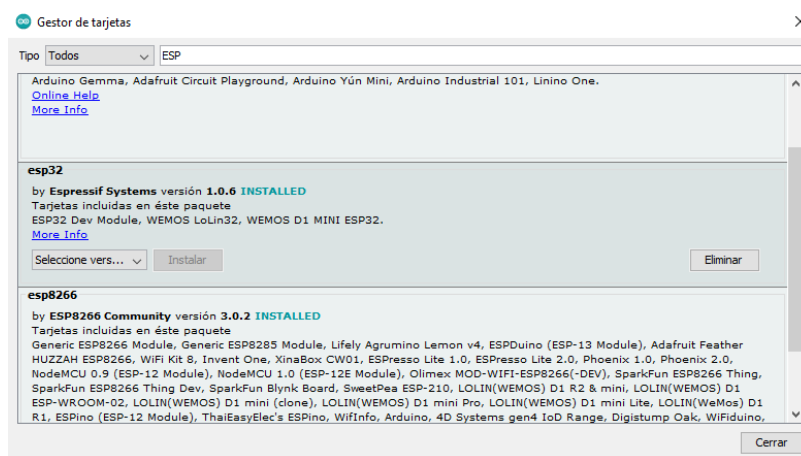 Gestor de tarjetas
Tipo Todos ESP
Arduino Gemma, Adafruit Circuit Playground, Arduino Yún Mini, Arduino Industrial 101, Linino One.
Online Help
More Info
esp32
by Espressif Systems versión 1.0.6 INSTALLED
Tarjetas incluidas en éste paquete
ESP32 Dev Module, WEMOS LoLin32, WEMOS D1 MINI ESP32.
More Info
Seleccione vers... Instalar Eliminar
esp8266
by ESP8266 Community versión 3.0.2 INSTALLED
Tarjetas incluidas en éste paquete
Generic ESP8266 Module, Generic ESP8285 Module, Lifely Agrumino Lemon v4, ESPDuino (ESP-13 Module), Adafruit Feather
HUZZAH ESP8266, WiFi Kit 8, Invent One, XinaBox CW01, ESPresso Lite 1.0, ESPresso Lite 2.0, Phoenix 1.0, Phoenix 2.0,
NodeMCU 0.9 (ESP-12 Module), NodeMCU 1.0 (ESP-12E Module), Olimex MOD-WIFI-ESP8266(-DEV), SparkFun ESP8266 Thing,
SparkFun ESP8266 Thing Dev, SparkFun Blynk Board, SweetPea ESP-210, LOLIN(WEMOS) D1 R2 & mini, LOLIN(WEMOS) D1
ESP-WROOM-02, LOLIN(WEMOS) D1 mini (clone), LOLIN(WEMOS) D1 mini Pro, LOLIN(WEMOS) D1 mini Lite, LOLIN(WeMos) D1
R1, ESPino (ESP-12 Module), ThaiEasyElec's ESPino, WifInfo, Arduino, 4D Systems gen4 IoD Range, Digistump Oak, WiFiduino,
Cerrar